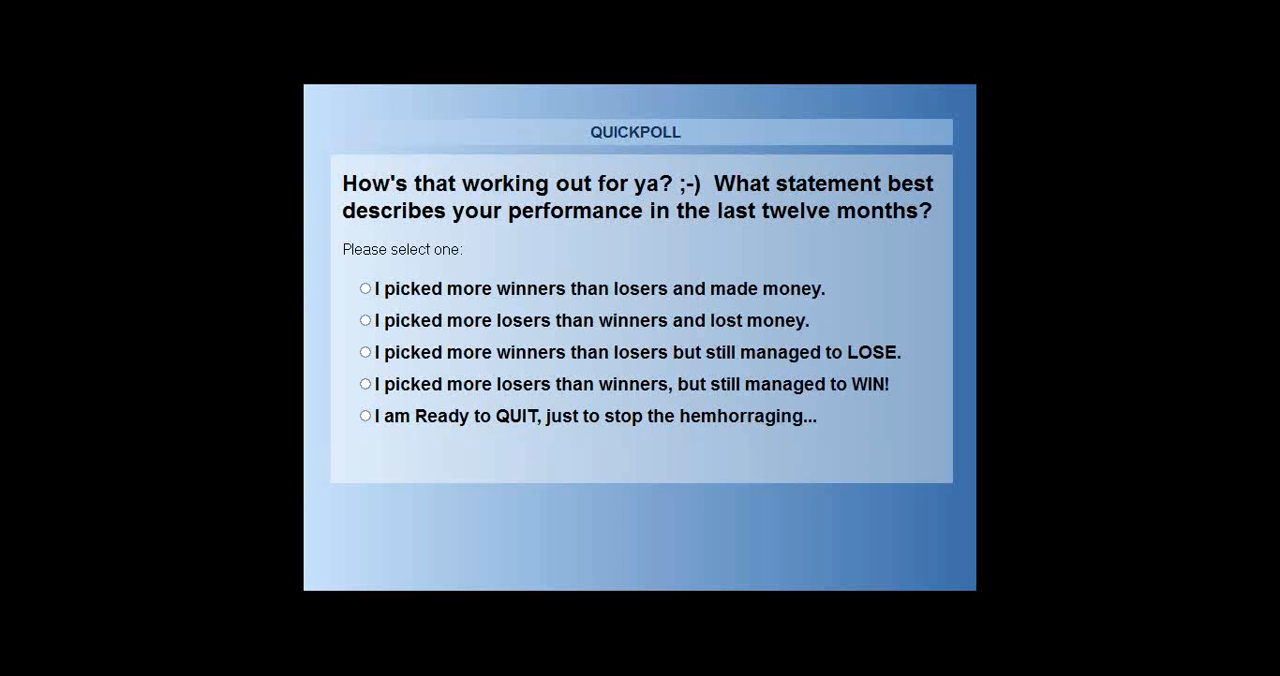 QUICKPOLL
How's that working out for ya? ;-)  What statement best
describes your performance in the last twelve months?
Please select one:
I picked more winners than losers and made money.
I picked more losers than winners and lost money.
I picked more winners than losers but still managed to LOSE.
I picked more losers than winners, but still managed to WIN!
I am Ready to QUIT, just to stop the hemhorraging...